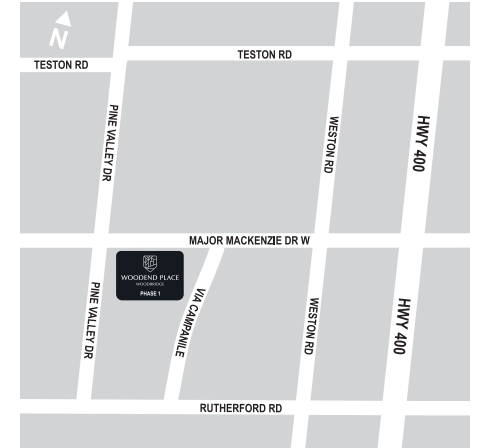 N
TESTON RD
TESTON RD
PINE VALLEY DR
WESTON RD
HWY 400
MAJOR MACKENZIE DR W
WOODEND PLACE
WOODBRIDGE
PHASE 1
PINE VALLEY DR
VIA CAMPANILE
WESTON RD
HWY 400
RUTHERFORD RD